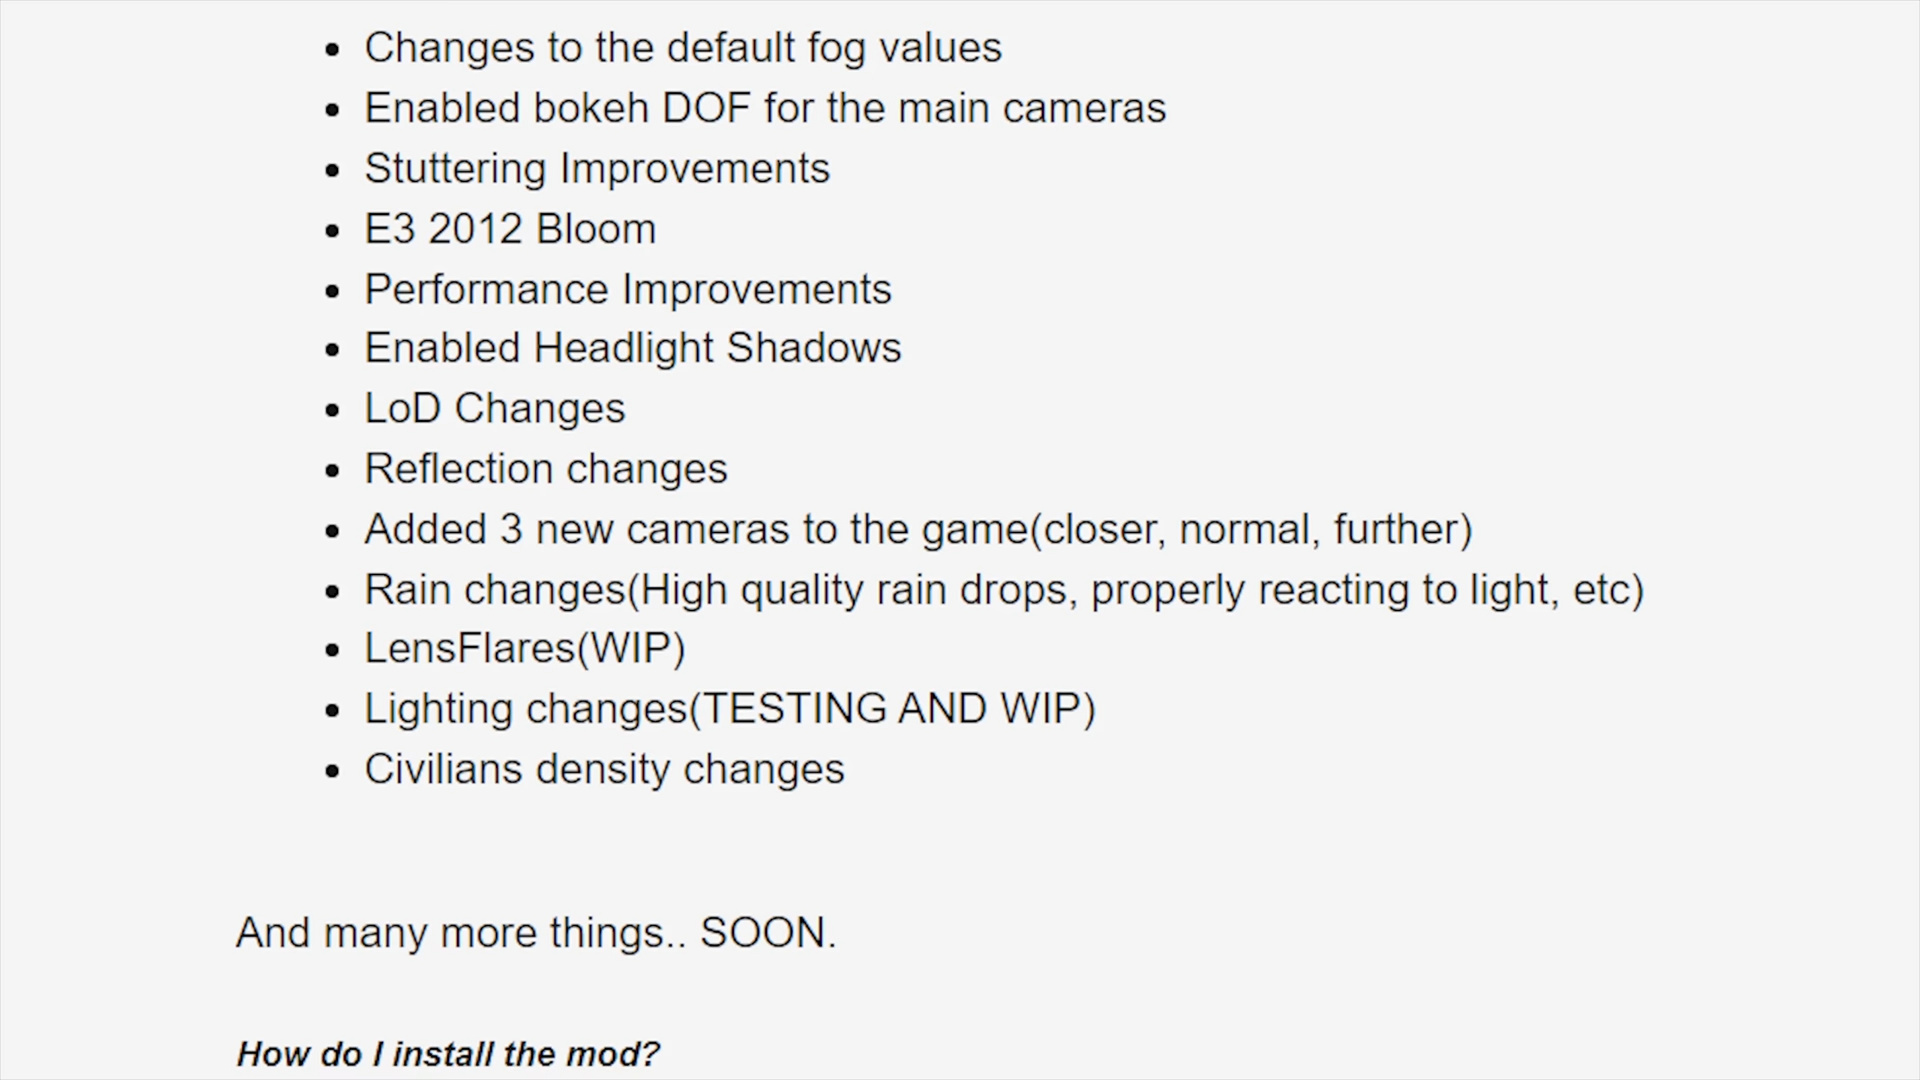 Changes to the default fog values
Enabled bokeh DOF for the main cameras
Stuttering Improvements
E3 2012 Bloom
Performance Improvements
Enabled Headlight Shadows
LoD Changes
Reflection changes
Added 3 new cameras to the game(closer, normal, further)
Rain changes(High quality rain drops, properly reacting to light, etc)
LensFlares(WIP)
Lighting changes(TESTING AND WIP)
Civilians density changes
And many more things.. SOON.
How do I install the mod?